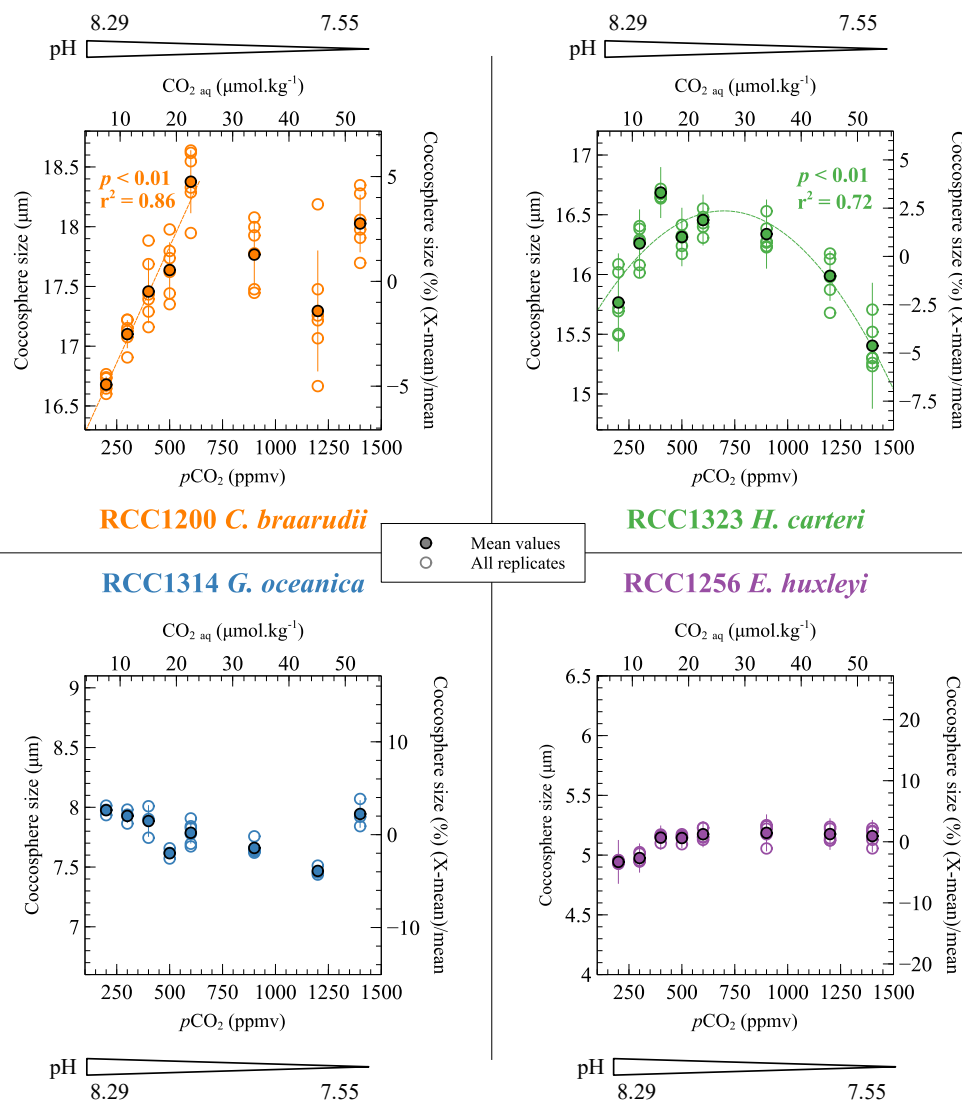 8.29 7.55
pH
CO2 aq (μmol.kg-1)
10 20 30 40 50
18.5
18
17.5
17
16.5
Coccosphere size (μm)
p < 0.01
r2 = 0.86
5
0
−5
Coccosphere size (%) (X-mean)/mean
250 500 750 1000 1250 1500
pCO2 (ppmv)
RCC1200 C. braarudii
8.29 7.55
pH
CO2 aq (μmol.kg-1)
10 20 30 40 50
17
16.5
16
15.5
15
Coccosphere size (μm)
p < 0.01
r2 = 0.72
5
2.5
0
−2.5
−5
−7.5
Coccosphere size (%) (X-mean)/mean
250 500 750 1000 1250 1500
pCO2 (ppmv)
RCC1323 H. carteri
Mean values
All replicates
RCC1314 G. oceanica
CO2 aq (μmol.kg-1)
10 20 30 40 50
9
8.5
8
7.5
7
Coccosphere size (μm)
10
0
−10
Coccosphere size (%) (X-mean)/mean
250 500 750 1000 1250 1500
pCO2 (ppmv)
pH
8.29 7.55
RCC1256 E. huxleyi
CO2 aq (μmol.kg-1)
10 20 30 40 50
6.5
6
5.5
5
4.5
4
Coccosphere size (μm)
20
10
0
−10
−20
Coccosphere size (%) (X-mean)/mean
250 500 750 1000 1250 1500
pCO2 (ppmv)
pH
8.29 7.55